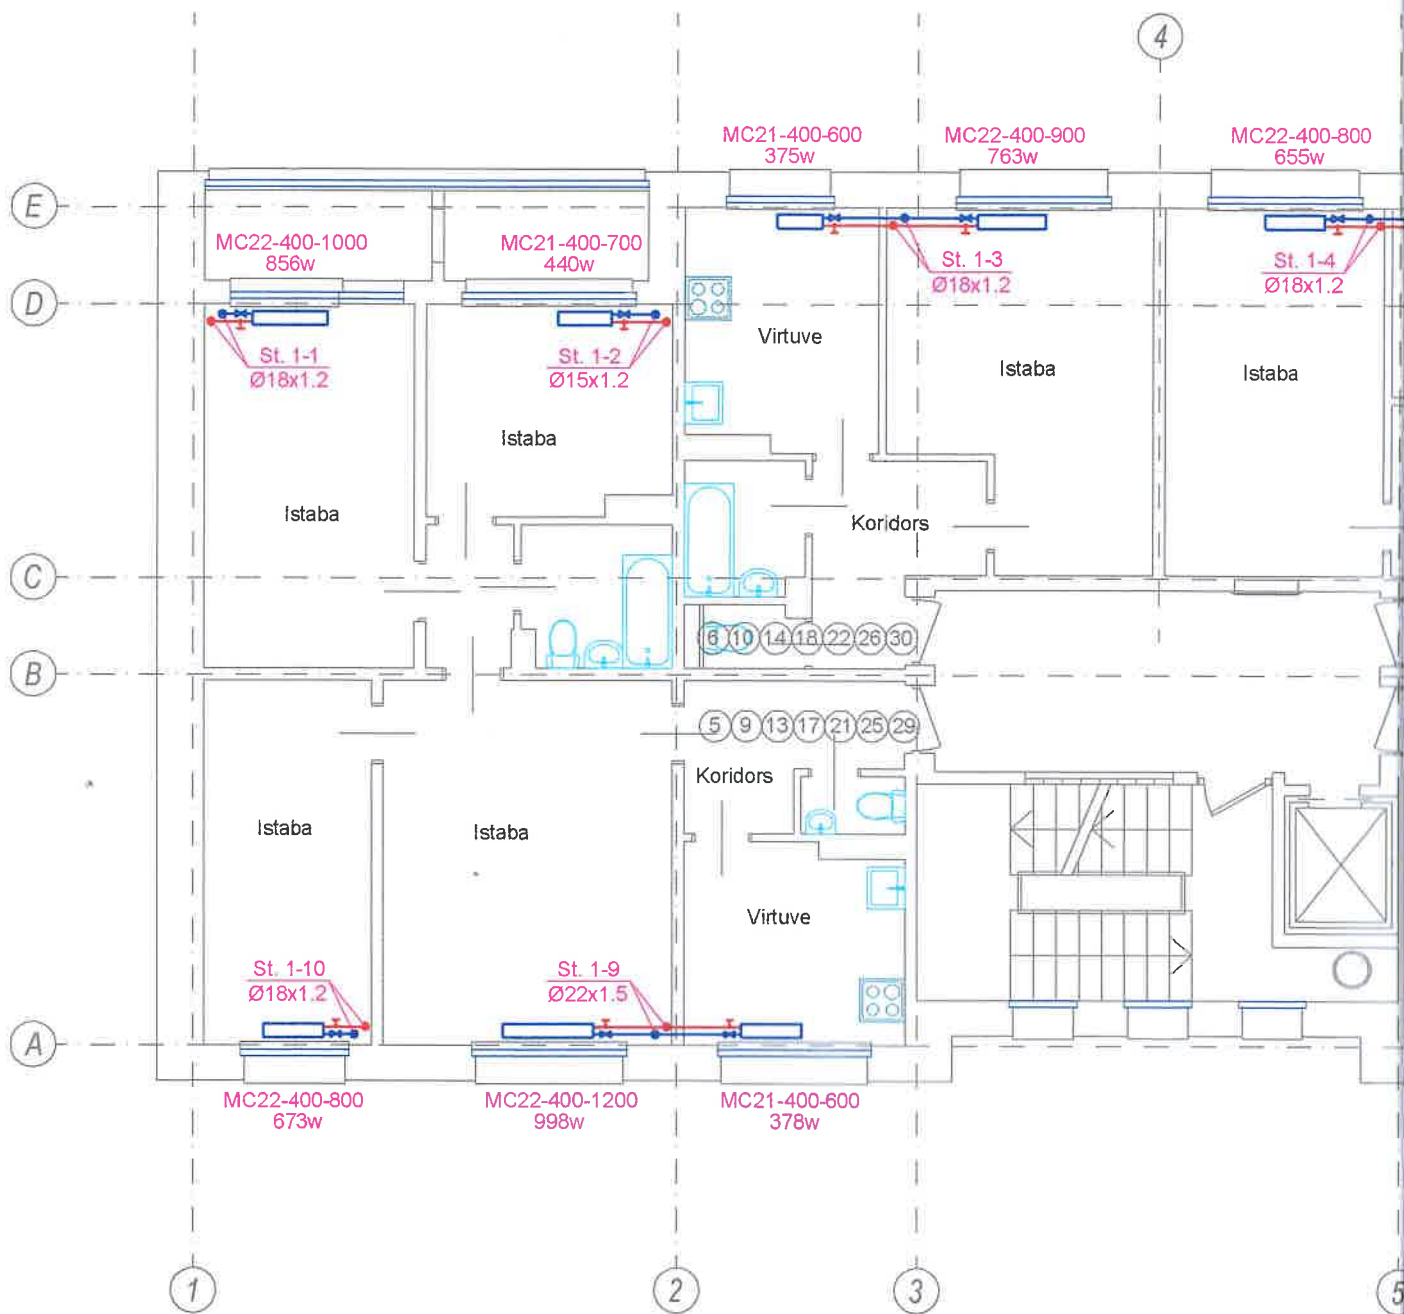 4
MC21-400-600
375w
MC22-400-900
763w
MC22-400-800
655w
E
MC22-400-1000
856w
MC21-400-700
440w
St. 1-3
Ø18x1.2
St. 1-4
Ø18x1.2
D
St. 1-1
Ø18x1.2
St. 1-2
Ø15x1.2
Virtuve
Istaba
Istaba
Istaba
Istaba
Koridors
C
6 10 14 18 22 26 30
B
5 9 13 17 21 25 29
Koridors
Istaba
Istaba
Virtuve
St. 1-10
Ø18x1.2
St. 1-9
Ø22x1.5
A
MC22-400-800
673w
MC22-400-1200
998w
MC21-400-600
378w
1 2 3 5